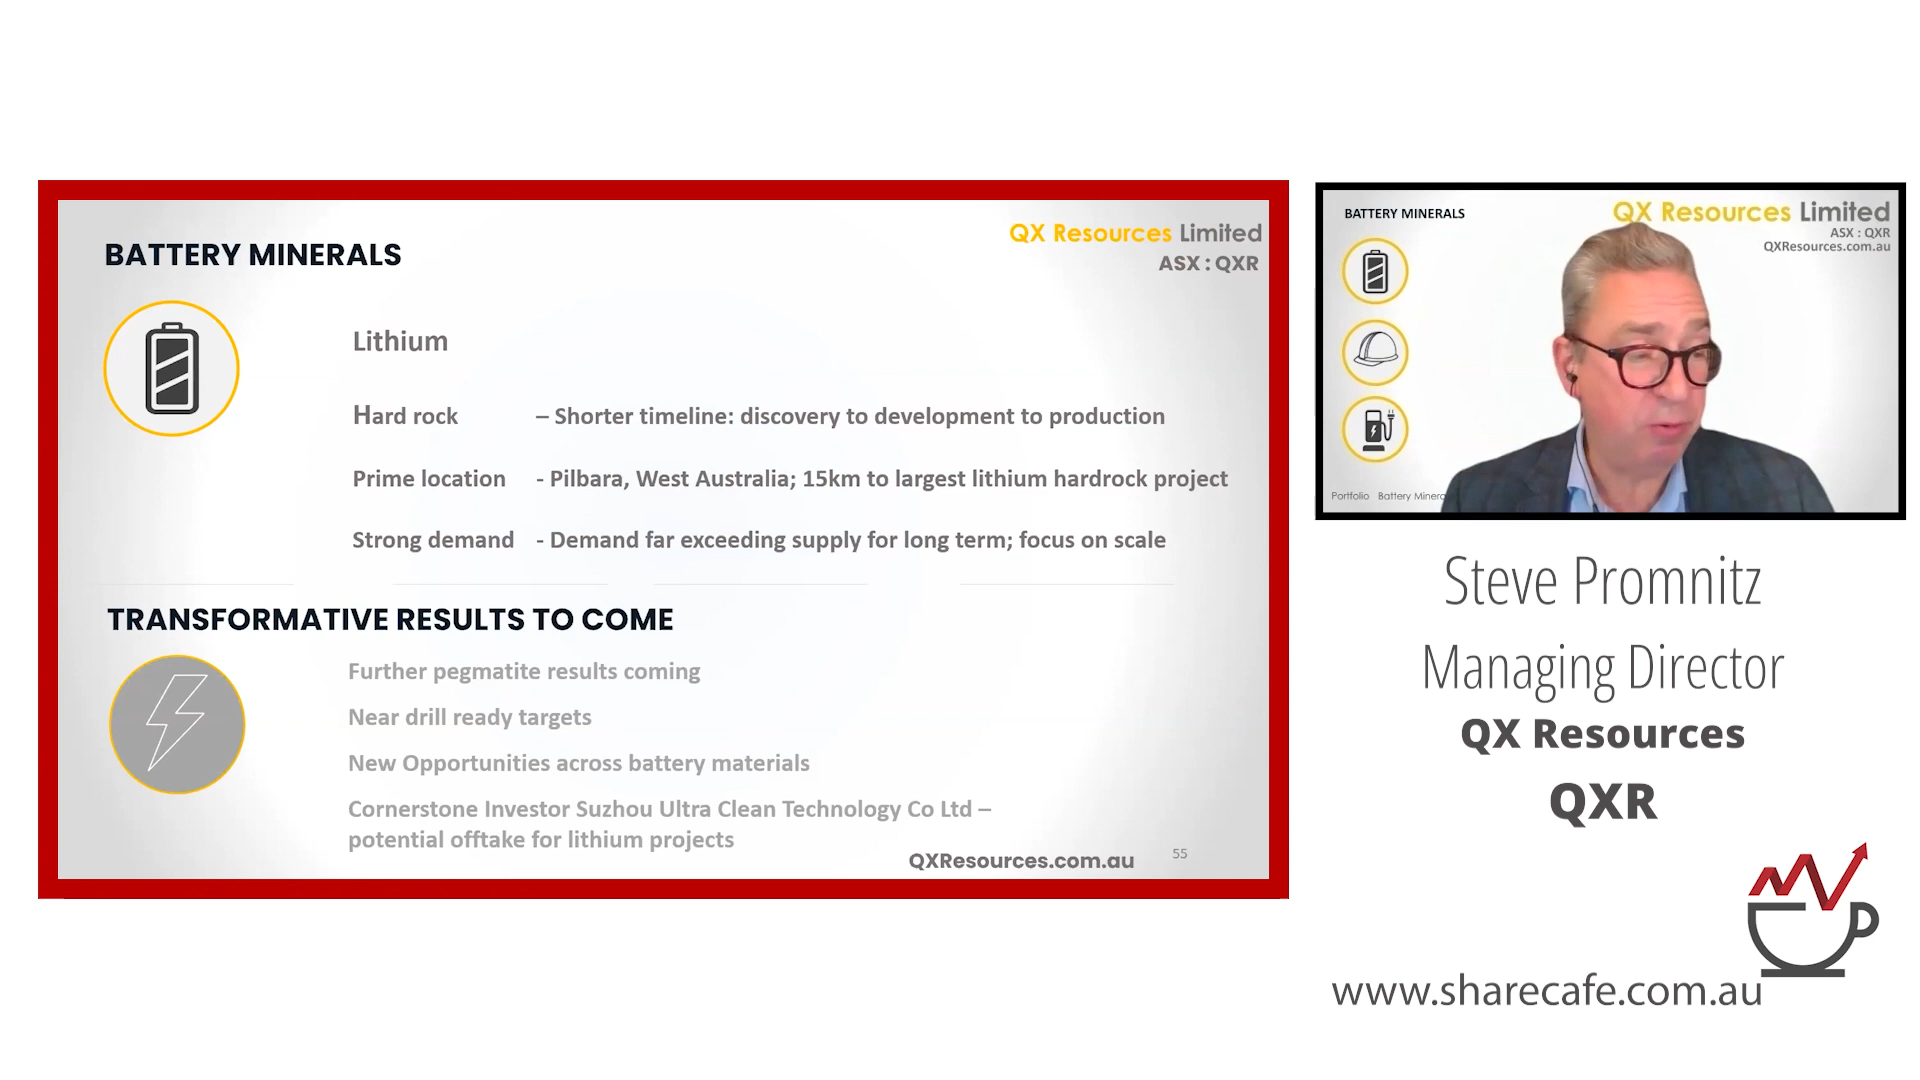 BATTERY MINERALS
QX Resources Limited
ASX : QXR
Lithium
Hard rock – Shorter timeline: discovery to development to production
Prime location - Pilbara, West Australia; 15km to largest lithium hardrock project
Strong demand - Demand far exceeding supply for long term; focus on scale
TRANSFORMATIVE RESULTS TO COME
Further pegmatite results coming
Near drill ready targets
New Opportunities across battery materials
Cornerstone Investor Suzhou Ultra Clean Technology Co Ltd –
potential offtake for lithium projects
QXResources.com.au
55
BATTERY MINERALS
QX Resources Limited
ASX : QXR
QXResources.com.au
Portfolio Battery
Steve Promnitz
Managing Director
QX Resources
QXR
www.sharecafe.com.au